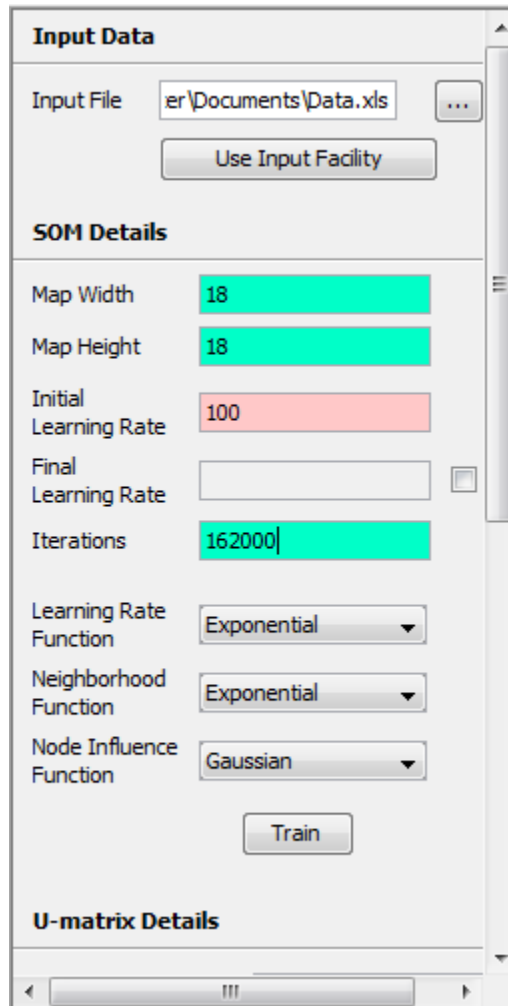 Input Data
Input File er\Documents\Data.xls ...
Use Input Facility
SOM Details
Map Width 18
Map Height 18
Initial
Learning Rate 100
Final
Learning Rate
Iterations 162000
Learning Rate
Function Exponential
Neighborhood
Function Exponential
Node Influence
Function Gaussian
Train
U-matrix Details